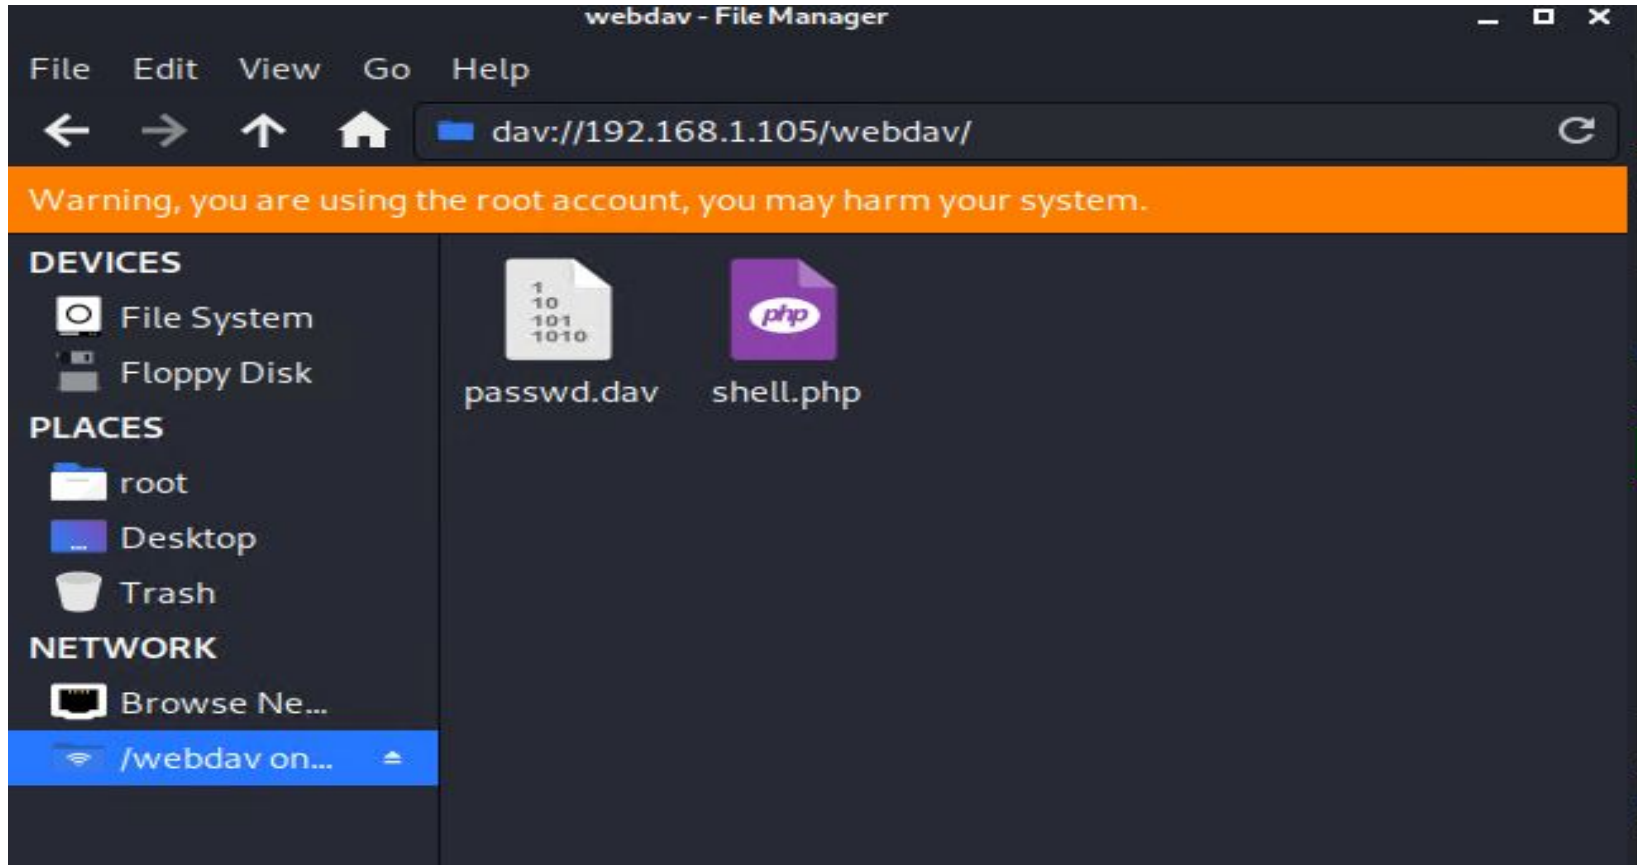 webdav - File Manager
File Edit View Go Help
dav://192.168.1.105/webdav/
Warning, you are using the root account, you may harm your system.
DEVICES
File System
Floppy Disk
PLACES
root
Desktop
Trash
NETWORK
Browse Ne...
/webdav on...
1
10
101
1010
php
passwd.dav shell.php